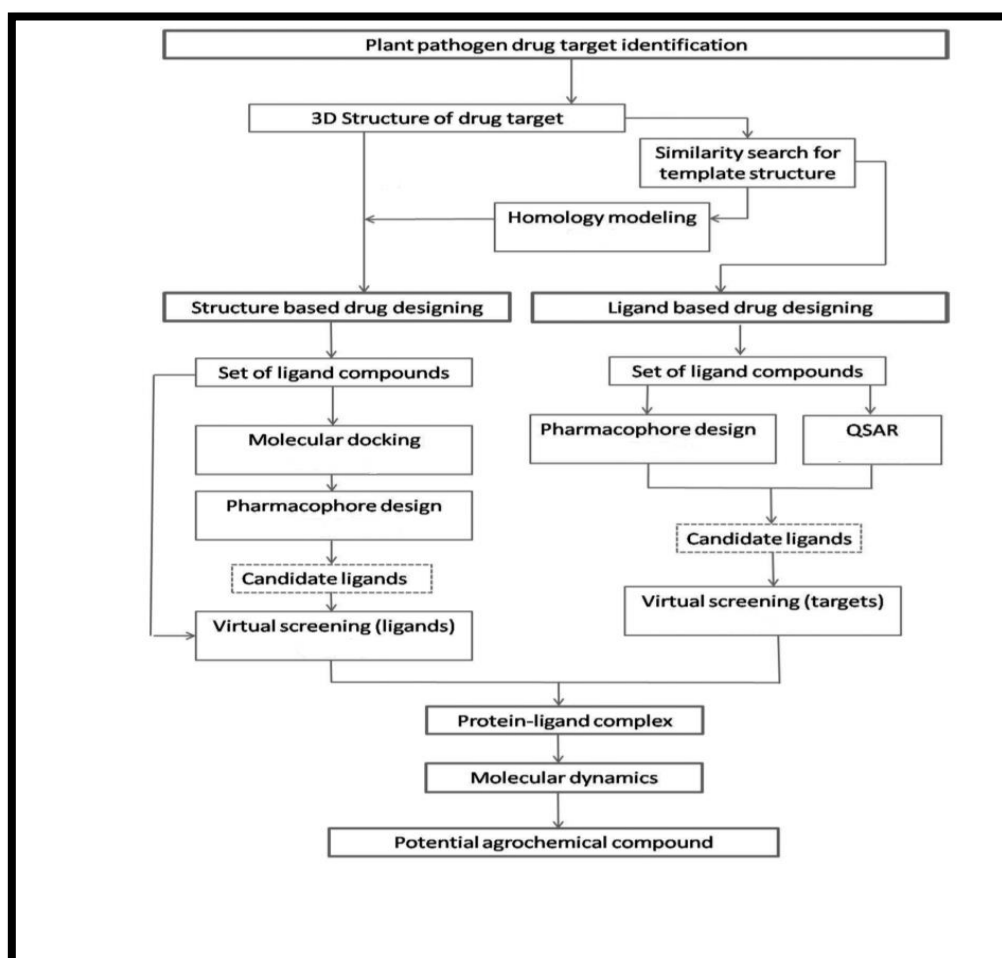 Plant pathogen drug target identification
3D Structure of drug target
Similarity search for
template structure
Homology modeling
Structure based drug designing
Ligand based drug designing
Set of ligand compounds
Set of ligand compounds
Molecular docking
Pharmacophore design
QSAR
Pharmacophore design
Candidate ligands
Candidate ligands
Virtual screening (ligands)
Virtual screening (targets)
Protein-ligand complex
Molecular dynamics
Potential agrochemical compound